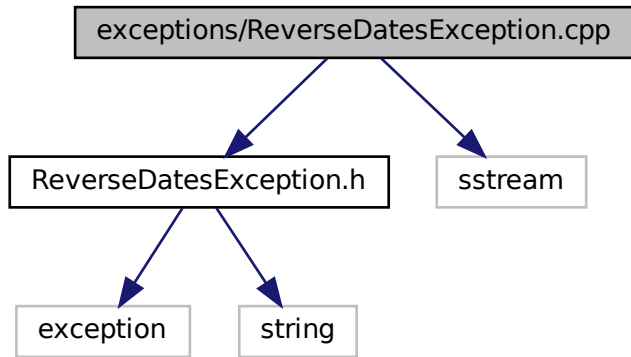 exceptions/ReverseDatesException.cpp
ReverseDatesException.h
sstream
exception
string